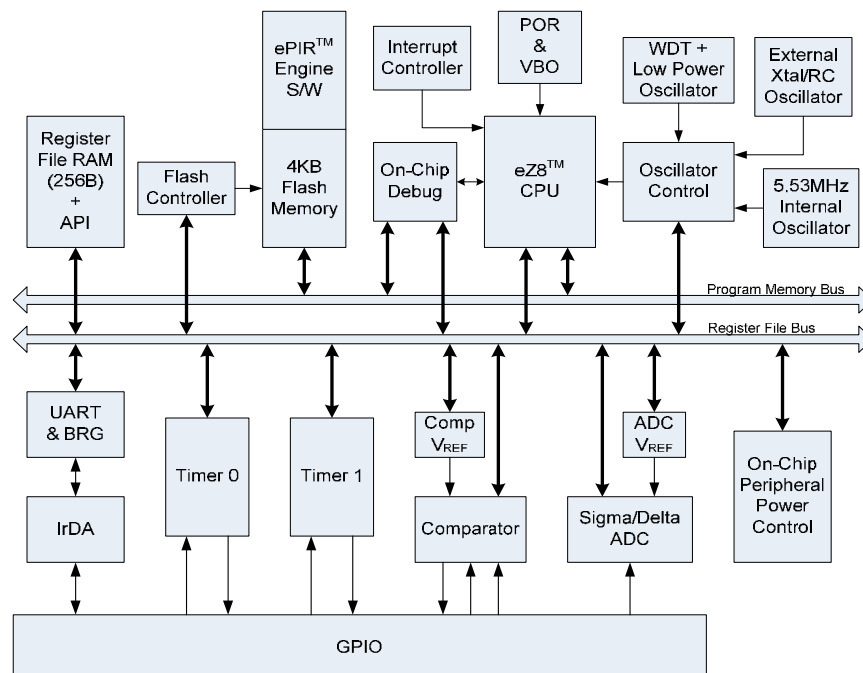 ePIR™
Engine
S/W
Interrupt
Controller
POR
&
VBO
WDT +
Low Power
Oscillator
External
Xtal/RC
Oscillator
Register
File RAM
(256B)
+
API
Flash
Controller
4KB
Flash
Memory
On-Chip
Debug
eZ8™
CPU
Oscillator
Control
5.53MHz
Internal
Oscillator
Program Memory Bus
Register File Bus
UART
& BRG
Timer 0
Timer 1
Comp
VREF
ADC
VREF
On-Chip
Peripheral
Power
Control
IrDA
Comparator
Sigma/Delta
ADC
GPIO